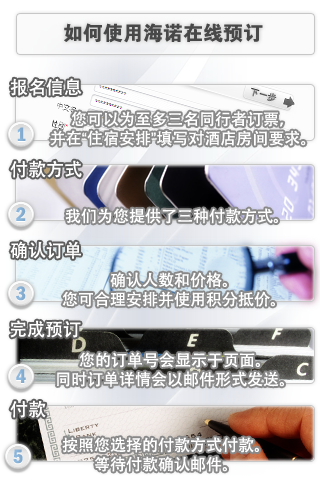 如何使用海诺在线预订
报名信息
下一步
1
您可以为至多三名同行者订票,
并在"住宿安排"填写对酒店房间要求。
付款方式
2
我们为您提供了三种付款方式。
确认订单
3
确认人数和价格。
您可合理安排并使用积分抵价。
完成预订
D
E
F
C
4
您的订单号会显示于页面。
同时订单详情会以邮件形式发送。
付款
LIBERTY
5
按照您选择的付款方式付款。
等待付款确认邮件。